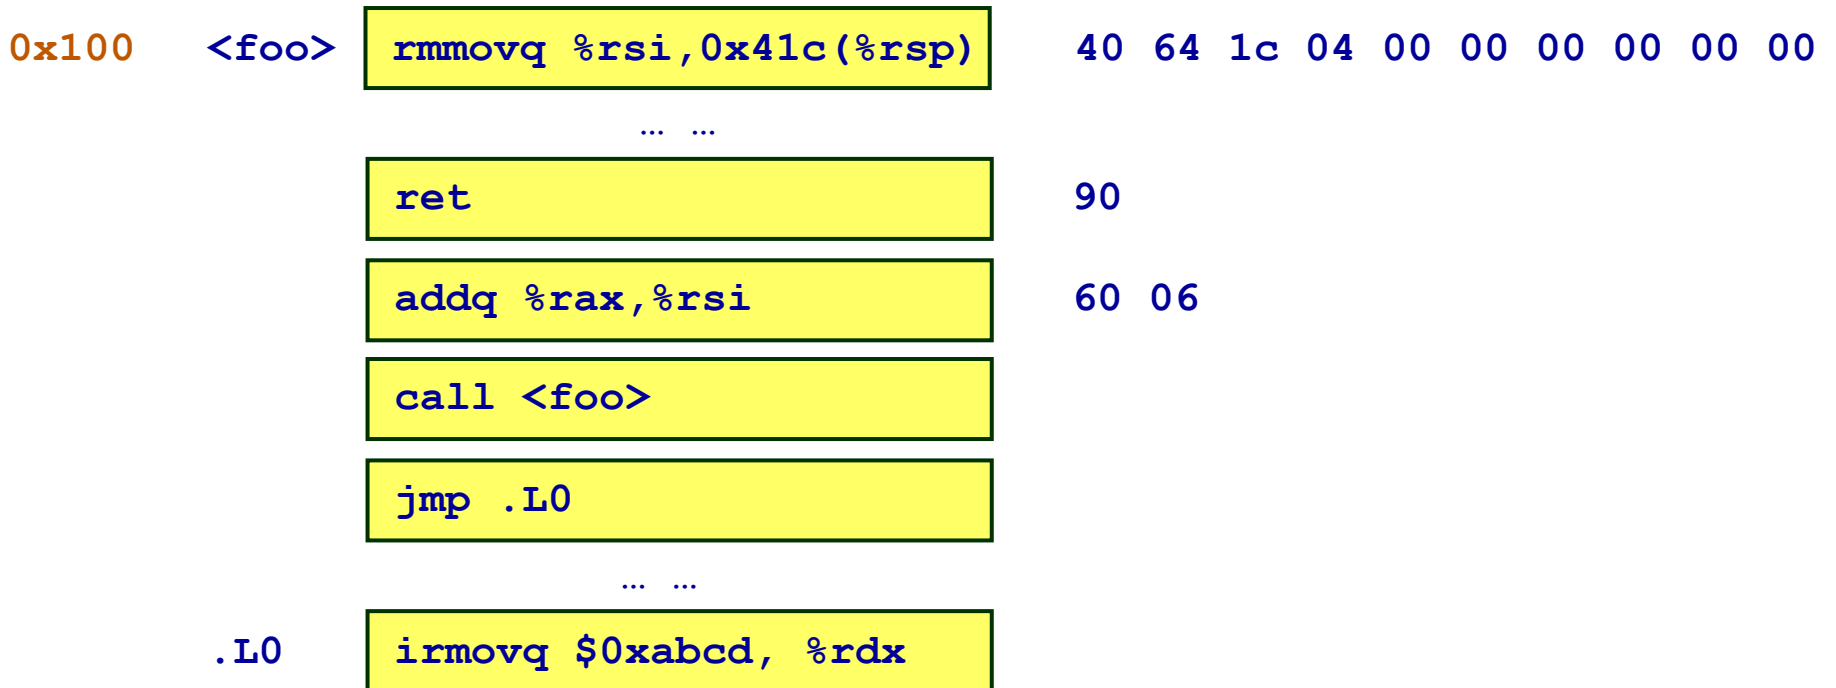 0x100 <foo> rmmovq %rsi,0x41c(%rsp) 40 64 1c 04 00 00 00 00 00 00
… …
ret 90
addq %rax,%rsi 60 06
call <foo>
jmp .L0
… …
.L0 irmovq $0xabcd, %rdx